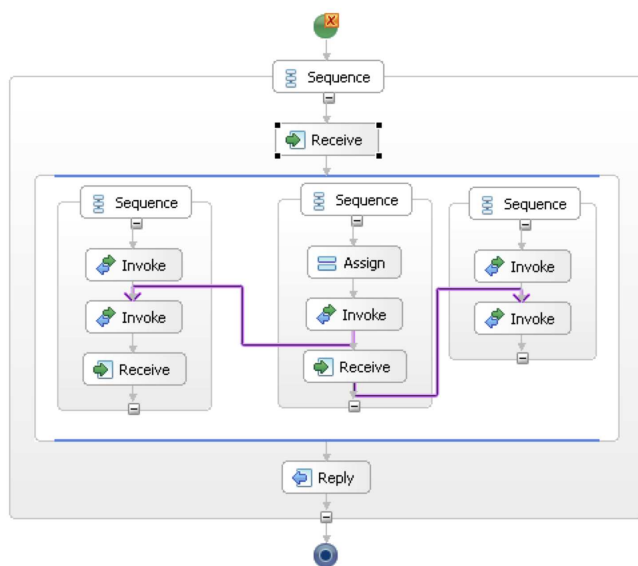 Sequence
Receive
Sequence
Sequence
Sequence
Invoke
Assign
Invoke
Invoke
Invoke
Invoke
Receive
Receive
Reply